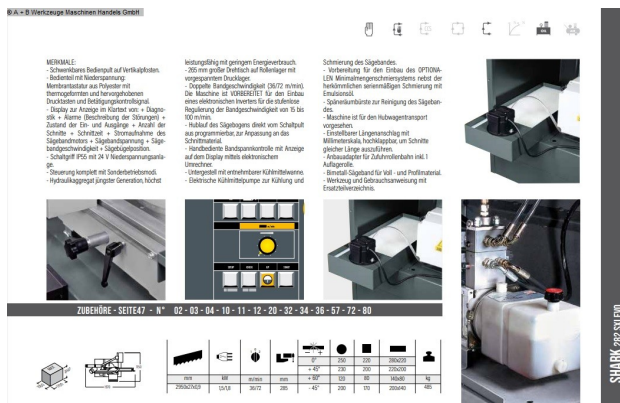 © A + B Werkzeuge Maschinen Handels GmbH
MERKMALE:
- Schwenkbares Bedienpult auf Vertikalpfosten.
- Bedienteil mit Niederspannung:
Membrantastatur aus Polyester mit
thermogeformten und hervorgehobenen
Drucktasten und Betätigungskontrollsignal.
- Display zur Anzeige im Klartext von: + Diagno-
stik + Alarme (Beschreibung der Störungen) +
Zustand der Ein- und Ausgänge + Anzahl der
Schnitte + Schnittzeit + Stromaufnahme des
Sägebandmotors + Sägebandspannung + Säge-
bandgeschwindigkeit + Sägebügelposition.
- Schaltgriff IP55 mit 24 V Niederspannungsanla-
ge.
- Steuerung komplett mit Sonderbetriebsmodi.
- Hydraulikaggregat jüngster Generation, höchst
leistungsfähig mit geringem Energieverbrauch.
- 265 mm großer Drehtisch auf Rollenlager mit
vorgespanntem Drucklager.
- Doppelte Bandgeschwindigkeit (36/72 m/min).
Die Maschine ist VORBEREITET für den Einbau
eines elektronischen Inverters für die stufenlose
Regulierung der Bandgeschwindigkeit von 15 bis
100 m/min.
- Hublauf des Sägebogens direkt vom Schaltpult
aus programmierbar, zur Anpassung an das
Schnittmaterial.
- Handbediente Bandspannkontrolle mit Anzeige
auf dem Display mittels elektronischem
Umrechner.
- Untergestell mit entnehmbarer Kühlmittelwanne.
- Elektrische Kühlmittelpumpe zur Kühlung und
Schmierung des Sägebandes.
- Vorbereitung für den Einbau des OPTIONA-
LEN Minimalmengenschmiersystems nebst der
herkömmlichen serienmäßigen Schmierung mit
Emulsionsöl.
- Späneräumbürste zur Reinigung des Sägeban-
des.
- Maschine ist für den Hubwagentransport
vorgesehen.
- Einstellbarer Längenanschlag mit
Millimeterskala, hochklappbar, um Schnitte
gleicher Länge auszuführen.
- Anbauadapter für Zufuhrrollenbahn inkl. 1
Auflagerolle.
- Bimetall-Sägeband für Voll - und Profilmaterial.
- Werkzeug und Gebrauchsanweisung mit
Ersatzteilverzeichnis.
ZUBEHÖRE - SEITE47 - N° 02 - 03 - 04 - 10 - 11 - 12 - 20 - 32 - 34 - 36 - 57 - 72 - 80
0° 250 220 280x220
+ 45° 230 200 220x200
mm kW m/min mm + 60° 120 80 140x80 kg
2950x27x0,9 1,5/1,8 36/72 285 - 45° 200 170 200x140 485
SHARK 282 SXI EVO